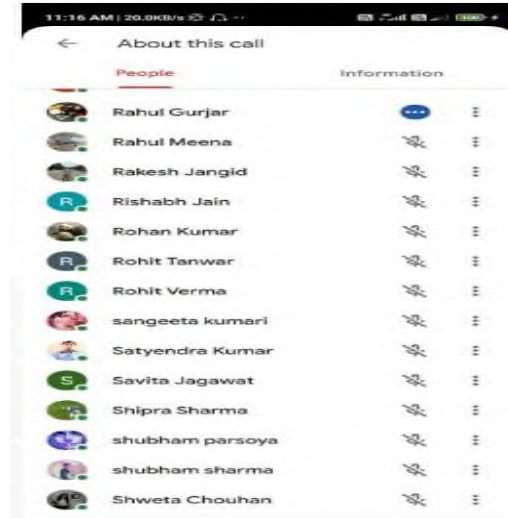 11:16 AM | 20.0KB/s
About this call
People Information
Rahul Gurjar
Rahul Meena
Rakesh Jangid
R Rishabh Jain
Rohan Kumar
R Rohit Tanwar
R Rohit Verma
sangeeta kumari
Satyendra Kumar
S Savita Jagawat
Shipra Sharma
shubham parsoya
shubham sharma
Shweta Chouhan